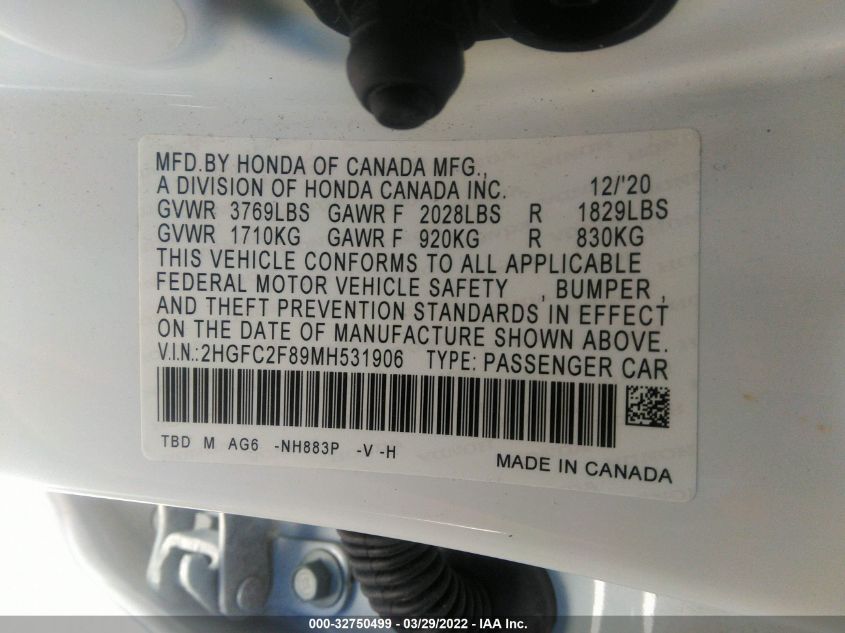 MFD.BY HONDA OF CANADA MFG.,
A DIVISION OF HONDA CANADA INC. 12/'20
GVWR 3769LBS GAWR F 2028LBS R 1829LBS
GVWR 1710KG GAWR F 920KG R 830KG
THIS VEHICLE CONFORMS TO ALL APPLICABLE
FEDERAL MOTOR VEHICLE SAFETY , BUMPER ,
AND THEFT PREVENTION STANDARDS IN EFFECT
ON THE DATE OF MANUFACTURE SHOWN ABOVE.
V.I.N.:2HGFC2F89MH531906 TYPE: PASSENGER CAR
TBD M AG6 -NH883P -V -H
MADE IN CANADA
000-32750499 - 03/29/2022 - IAA Inc.